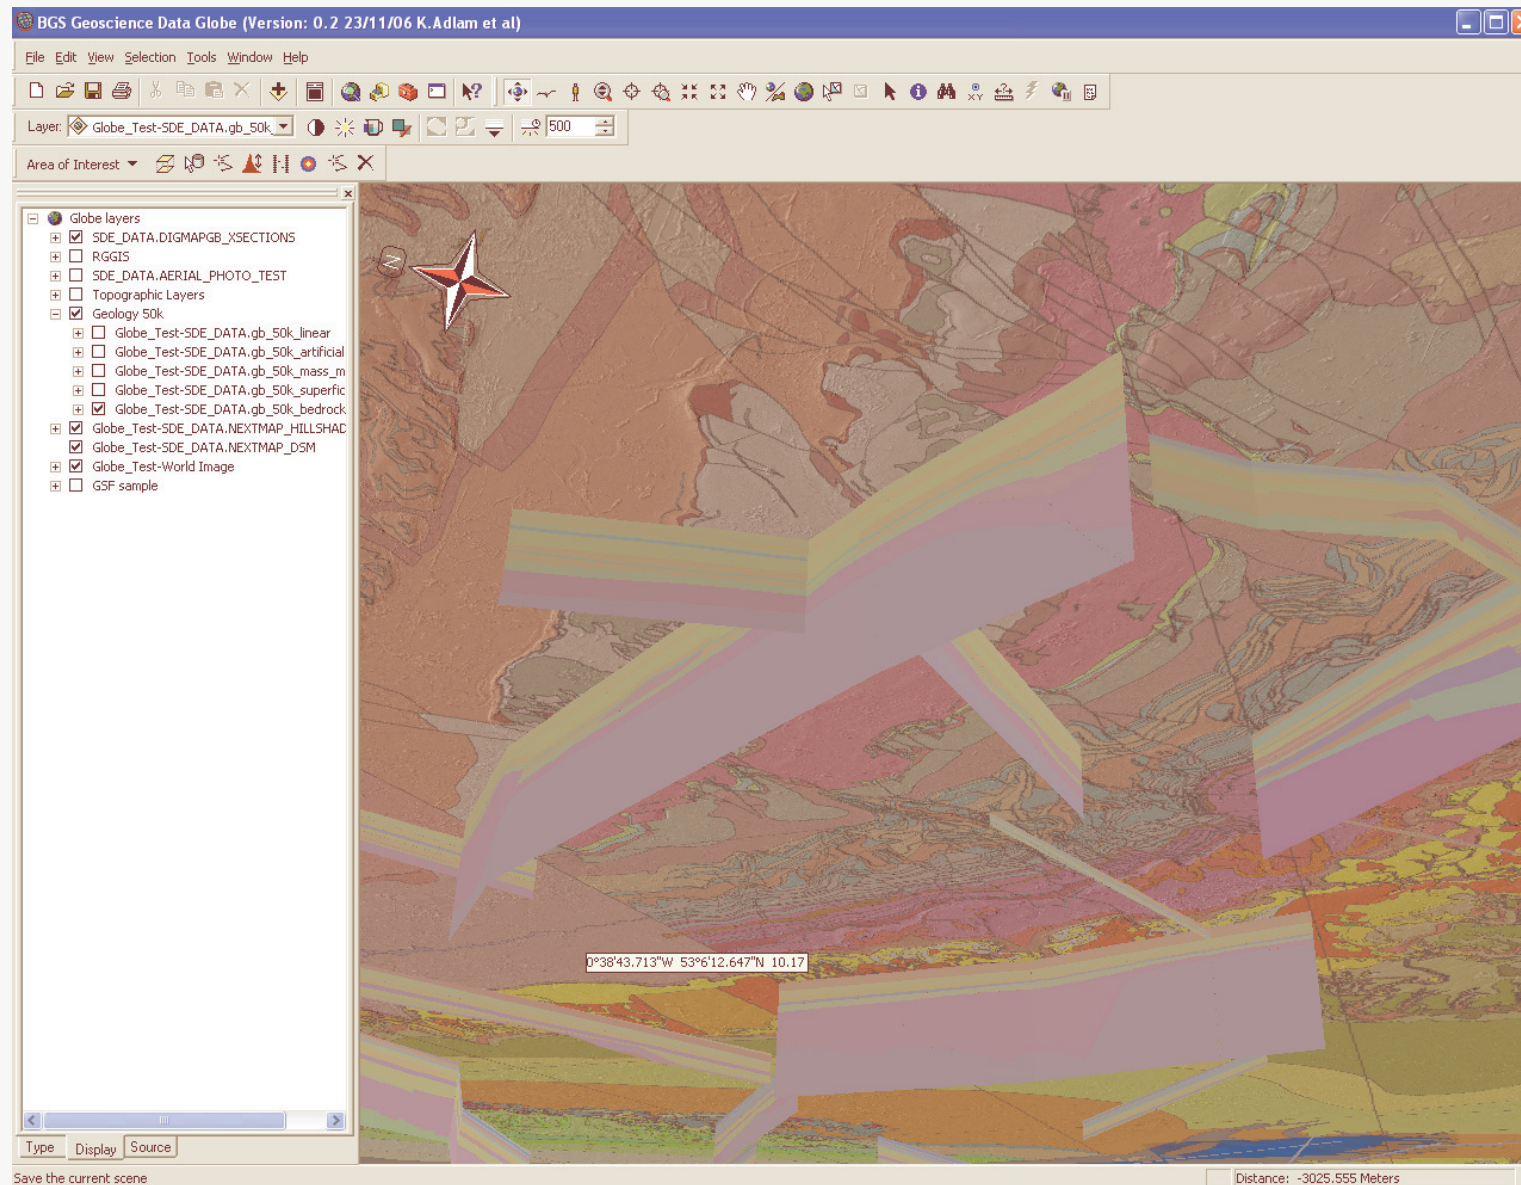 BGS Geoscience Data Globe (Version: 0.2 23/11/06 K.Adlam et al)
File Edit View Selection Tools Window Help
Layer: Globe_Test-SDE_DATA.gb_50k_ 500
Area of Interest
Globe layers
SDE_DATA.DIGMAPGB_XSECTIONS
RGGIS
SDE_DATA.AERIAL_PHOTO_TEST
Topographic Layers
Geology 50k
Globe_Test-SDE_DATA.gb_50k_linear
Globe_Test-SDE_DATA.gb_50k_artificial
Globe_Test-SDE_DATA.gb_50k_mass_m
Globe_Test-SDE_DATA.gb_50k_superfic
Globe_Test-SDE_DATA.gb_50k_bedrock
Globe_Test-SDE_DATA.NEXTMAP_HILLSHAD
Globe_Test-SDE_DATA.NEXTMAP_DSM
Globe_Test-World Image
GSF sample
N
0°38'43.713"W 53°6'12.647"N 10.17
Type Display Source
Save the current scene
Distance: -3025.555 Meters